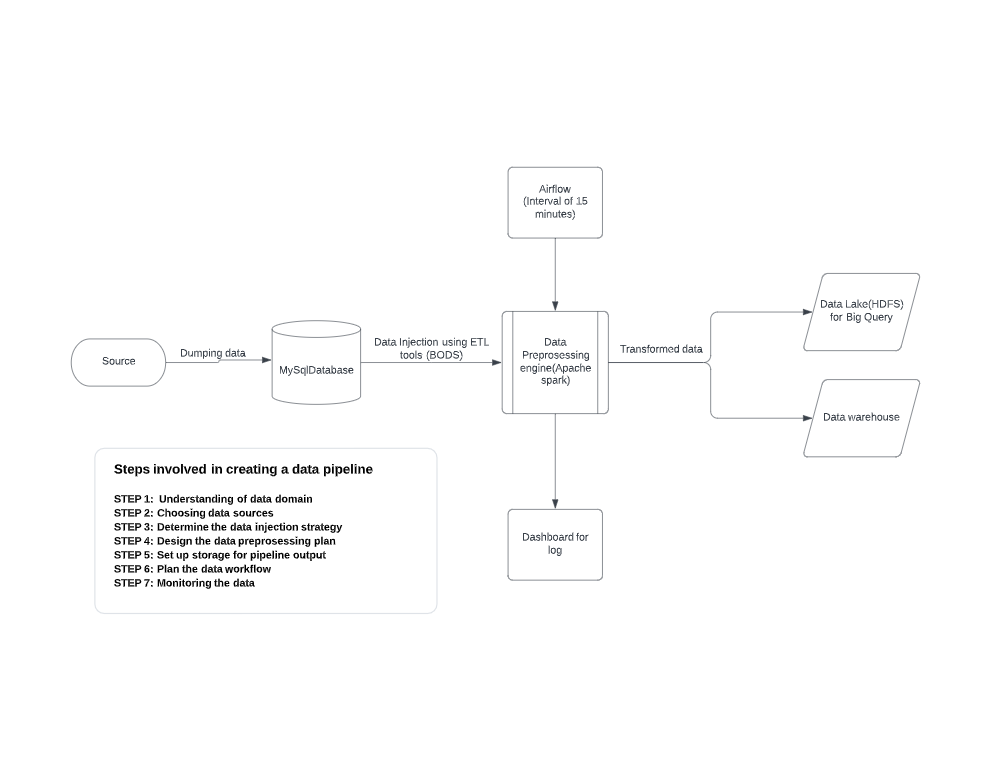 Airflow
(Interval of 15
minutes)
Source
Dumping data
MySqlDatabase
Data Injection using ETL
tools (BODS)
Data
Preprosessing
engine(Apache
spark)
Transformed data
Data Lake(HDFS)
for Big Query
Data warehouse
Dashboard for
log
Steps involved in creating a data pipeline
STEP 1: Understanding of data domain
STEP 2: Choosing data sources
STEP 3: Determine the data injection strategy
STEP 4: Design the data preprosessing plan
STEP 5: Set up storage for pipeline output
STEP 6: Plan the data workflow
STEP 7: Monitoring the data